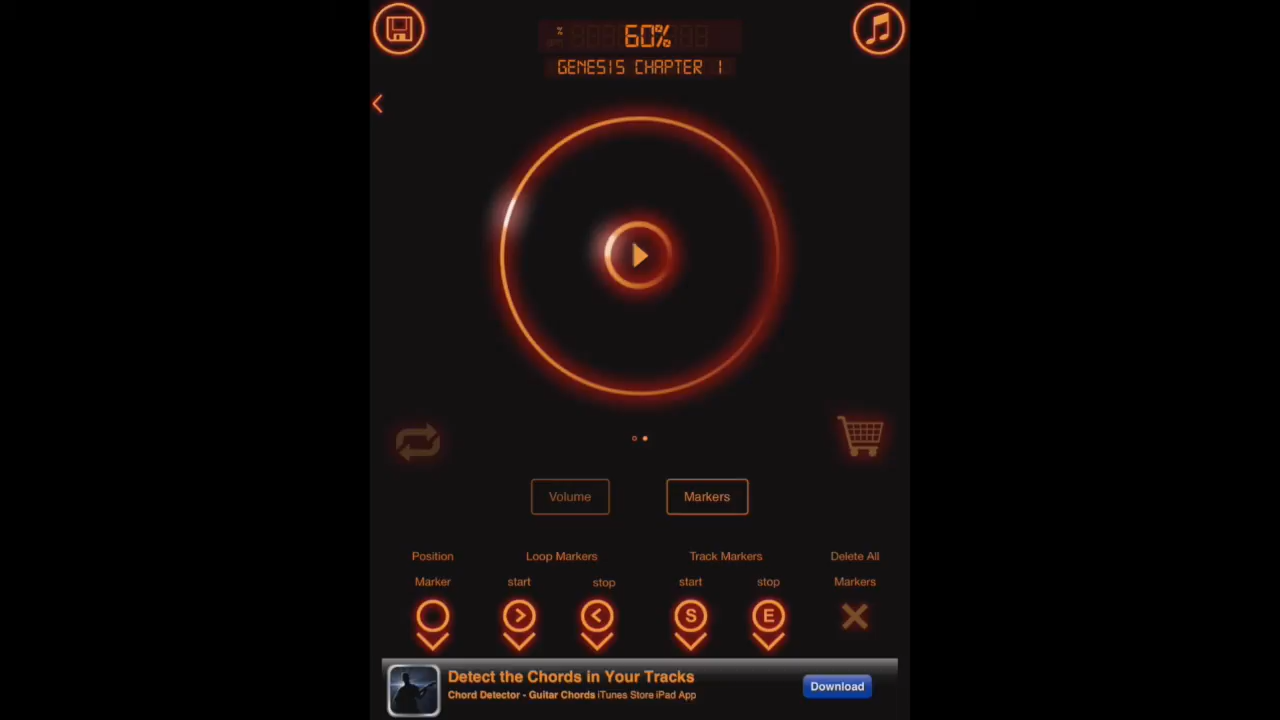 %
60%
GENESIS CHAPTER 1
Volume
Markers
Position Marker
Loop Markers
start
stop
Track Markers
start
stop
Delete All Markers
S
E
Detect the Chords in Your Tracks
Chord Detector - Guitar Chords iTunes Store iPad App
Download